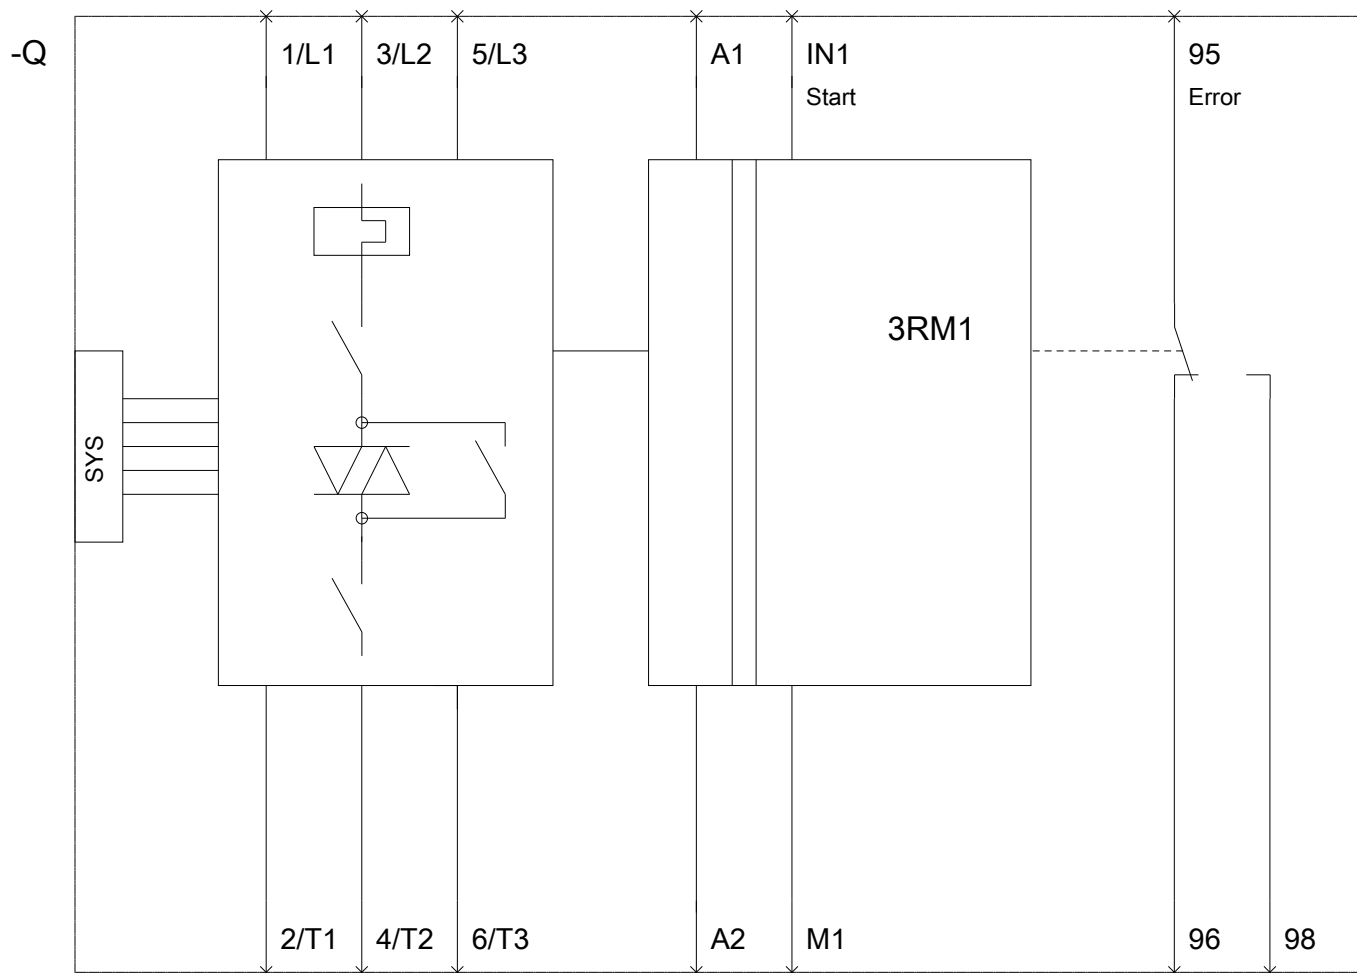 -Q
1/L1 3/L2 5/L3 A1 IN1 95
Start Error
3RM1
SYS
2/T1 4/T2 6/T3 A2 M1 96 98